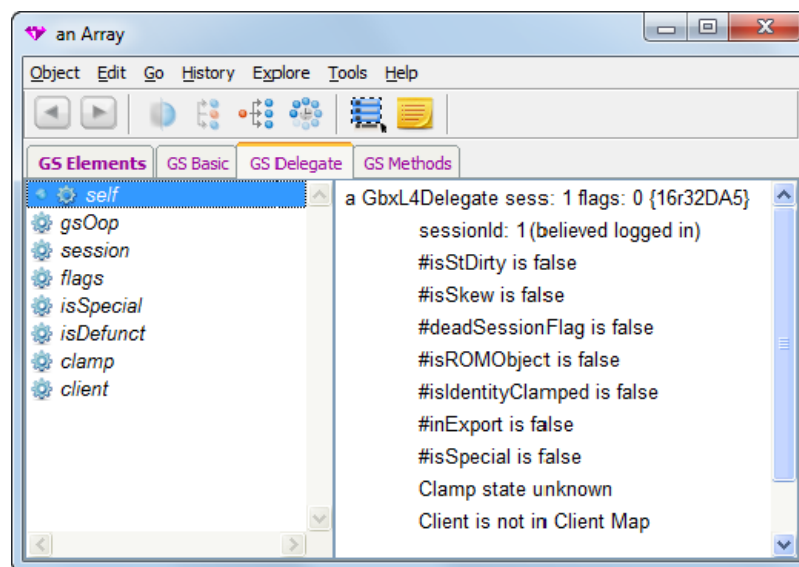 an Array
Object Edit Go History Explore Tools Help
GS Elements GS Basic GS Delegate GS Methods
self
gsOop
session
flags
isSpecial
isDefunct
clamp
client
a GbxL4Delegate sess: 1 flags: 0 {16r32DA5}
sessionId: 1 (believed logged in)
#isStDirty is false
#isSkew is false
#deadSessionFlag is false
#isROMObject is false
#isIdentityClamped is false
#inExport is false
#isSpecial is false
Clamp state unknown
Client is not in Client Map